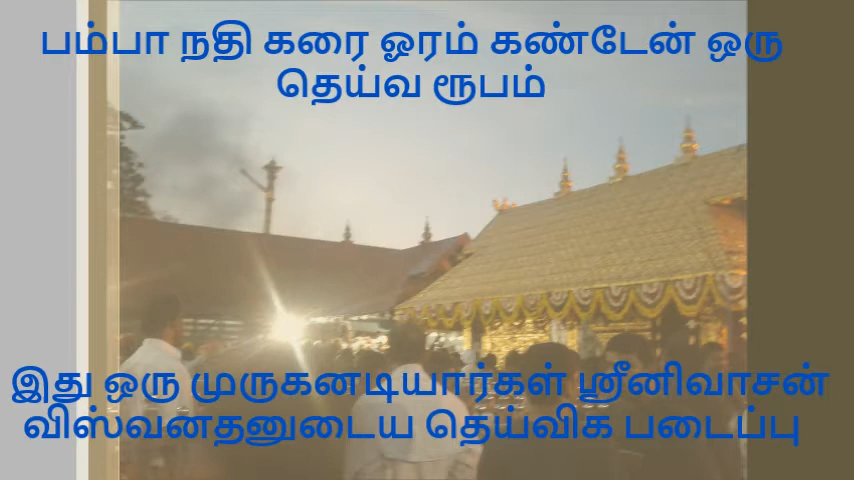 பம்பா நதி கரை ஓரம் கண்டேன் ஒரு
தெய்வ ரூபம்
இது ஒரு முருகனடியார்கள் ஸ்ரீனிவாசன்
விஸ்வனதனுடைய தெய்விக படைப்பு